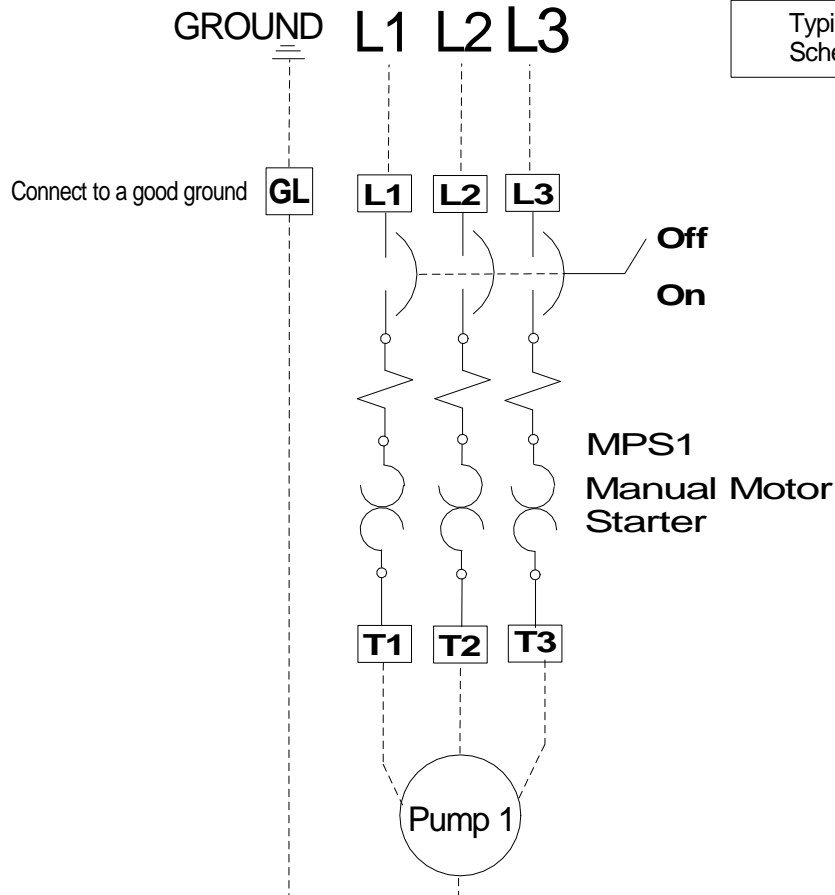 GROUND L1 L2 L3
Connect to a good ground GL L1 L2 L3
Off
On
MPS1
Manual Motor
Starter
T1 T2 T3
Pump 1